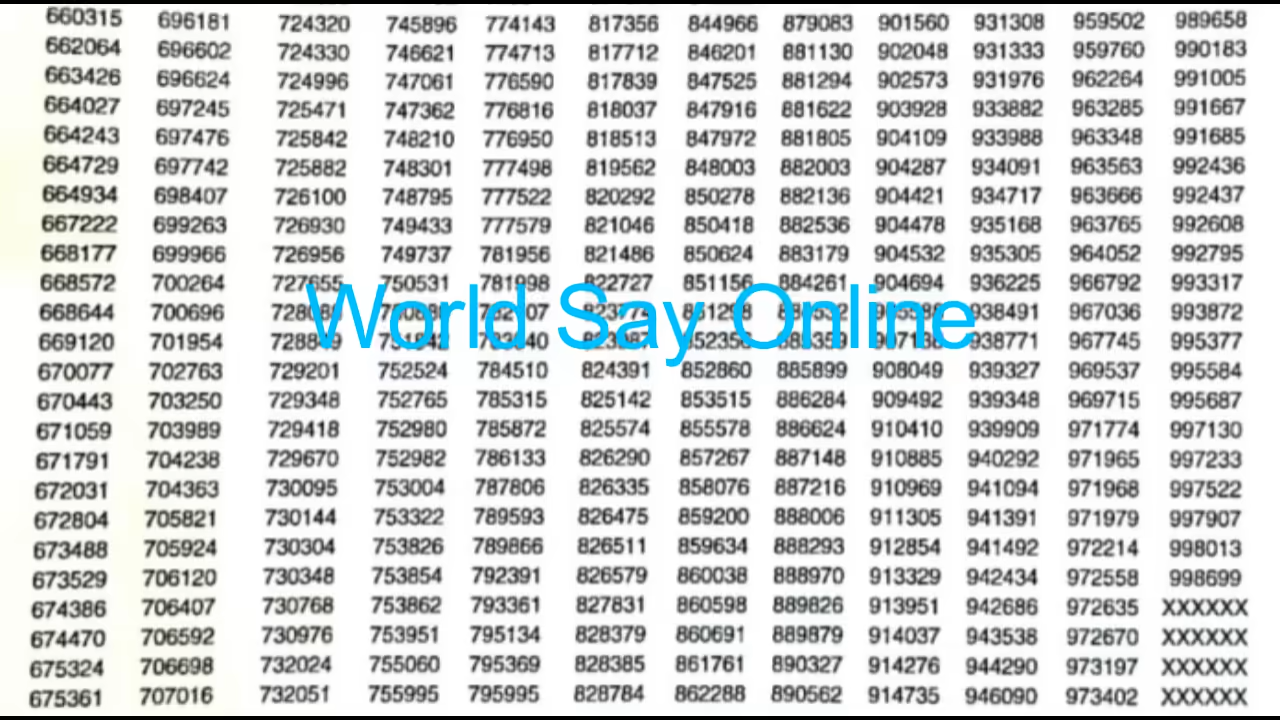 660315 696181 724320 745896 774143 817356 844966 879083 901560 931308 959502 989658
662064 696602 724330 746621 774713 817712 846201 881130 902048 931333 959760 990183
663426 696624 724996 747061 776590 817839 847525 881294 902573 931976 962264 991005
664027 697245 725471 747362 776816 818037 847916 881622 903928 933882 963285 991667
664243 697476 725842 748210 776950 818513 847972 881805 904109 933988 963348 991685
664729 697742 725882 748301 777498 819562 848003 882003 904287 934091 963563 992436
664934 698407 726100 748795 777522 820292 850278 882136 904421 934717 963666 992437
667222 699263 726930 749433 777579 821046 850418 882536 904478 935168 963765 992608
668177 699966 726956 749737 781956 821486 850624 883179 904532 935305 964052 992795
668572 700264 727655 750531 781998 822727 851156 884261 904694 936225 966792 993317
World Say Online
668644 700696 938491 967036 993872
669120 701954 938771 967745 995377
670077 702763 729201 752524 784510 824391 852860 885899 908049 939327 969537 995584
670443 703250 729348 752765 785315 825142 853515 886284 909492 939348 969715 995687
671059 703989 729418 752980 785872 825574 855578 886624 910410 939909 971774 997130
671791 704238 729670 752982 786133 826290 857267 887148 910885 940292 971965 997233
672031 704363 730095 753004 787806 826335 858076 887216 910969 941094 971968 997522
672804 705821 730144 753322 789593 826475 859200 888006 911305 941391 971979 997907
673488 705924 730304 753826 789866 826511 859634 888293 912854 941492 972214 998013
673529 706120 730348 753854 792391 826579 860038 888970 913329 942434 972558 998699
674386 706407 730768 753862 793361 827831 860598 889826 913951 942686 972635 XXXXXX
674470 706592 730976 753951 795134 828379 860691 889879 914037 943538 972670 XXXXXX
675324 706698 732024 755060 795369 828385 861761 890327 914276 944290 973197 XXXXXX
675361 707016 732051 755995 795995 828784 862288 890562 914735 946090 973402 XXXXXX